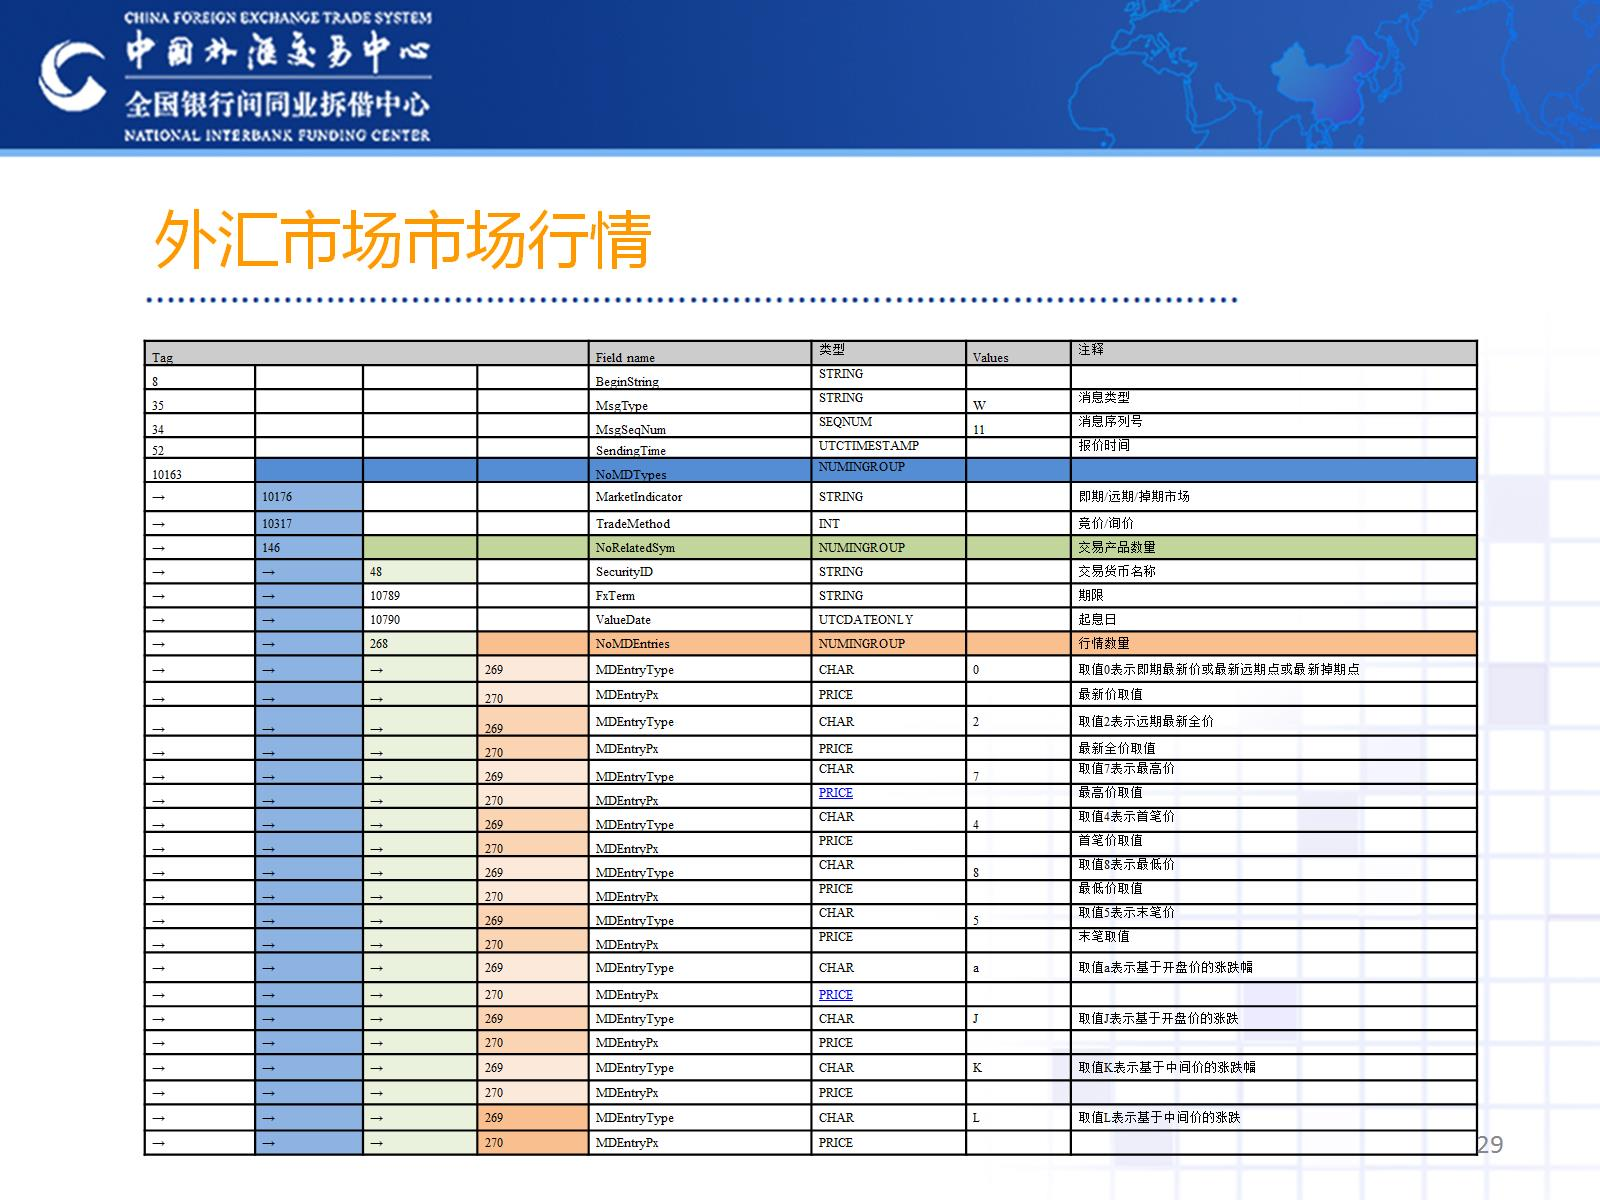 CHINA FOREIGN EXCHANGE TRADE SYSTEM
中国外汇交易中心
全国银行间同业拆借中心
NATIONAL INTERBANK FUNDING CENTER
外汇市场市场行情
Tag Field name 类型 Values 注释
8 BeginString STRING
35 MsgType STRING W 消息类型
34 MsgSeqNum SEQNUM 11 消息序列号
52 SendingTime UTCTIMESTAMP 报价时间
10163 NoMDTypes NUMINGROUP
→ 10176 MarketIndicator STRING 即期/远期/掉期市场
→ 10317 TradeMethod INT 竞价/询价
→ 146 NoRelatedSym NUMINGROUP 交易产品数量
→ → 48 SecurityID STRING 交易货币名称
→ → 10789 FxTerm STRING 期限
→ → 10790 ValueDate UTCDATEONLY 起息日
→ → 268 NoMDEntries NUMINGROUP 行情数量
→ → → 269 MDEntryType CHAR 0 取值0表示即期最新价或最新远期点或最新掉期点
→ → → 270 MDEntryPx PRICE 最新价取值
→ → → 269 MDEntryType CHAR 2 取值2表示远期最新全价
→ → → 270 MDEntryPx PRICE 最新全价取值
→ → → 269 MDEntryType CHAR 7 取值7表示最高价
→ → → 270 MDEntryPx PRICE 最高价取值
→ → → 269 MDEntryType CHAR 4 取值4表示首笔价
→ → → 270 MDEntryPx PRICE 首笔价取值
→ → → 269 MDEntryType CHAR 8 取值8表示最低价
→ → → 270 MDEntryPx PRICE 最低价取值
→ → → 269 MDEntryType CHAR 5 取值5表示末笔价
→ → → 270 MDEntryPx PRICE 末笔取值
→ → → 269 MDEntryType CHAR a 取值a表示基于开盘价的涨跌幅
→ → → 270 MDEntryPx PRICE
→ → → 269 MDEntryType CHAR J 取值J表示基于开盘价的涨跌
→ → → 270 MDEntryPx PRICE
→ → → 269 MDEntryType CHAR K 取值K表示基于中间价的涨跌幅
→ → → 270 MDEntryPx PRICE
→ → → 269 MDEntryType CHAR L 取值L表示基于中间价的涨跌
→ → → 270 MDEntryPx PRICE
29